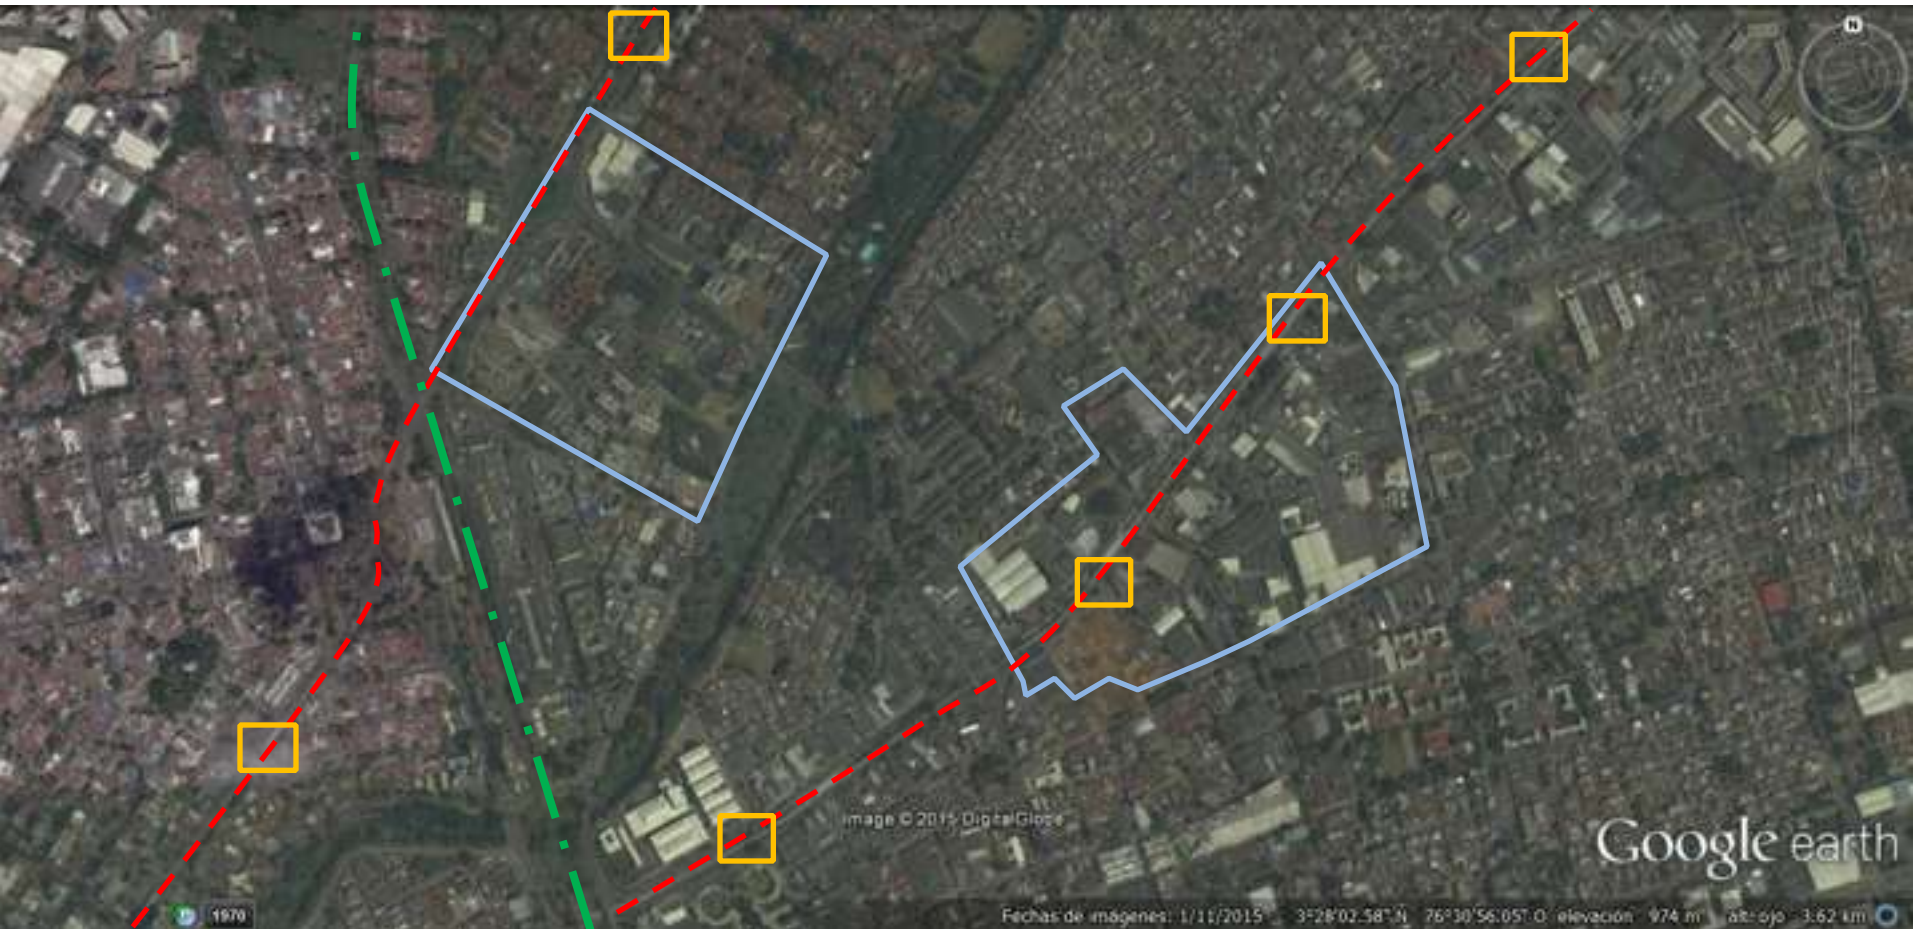 N
Image © 2015 DigitalGlobe
Google earth
1970
Fechas de imágenes: 1/11/2015 3°28'02.58" N 76°30'56.05" O elevación 974 m alt. ojo 3.62 km